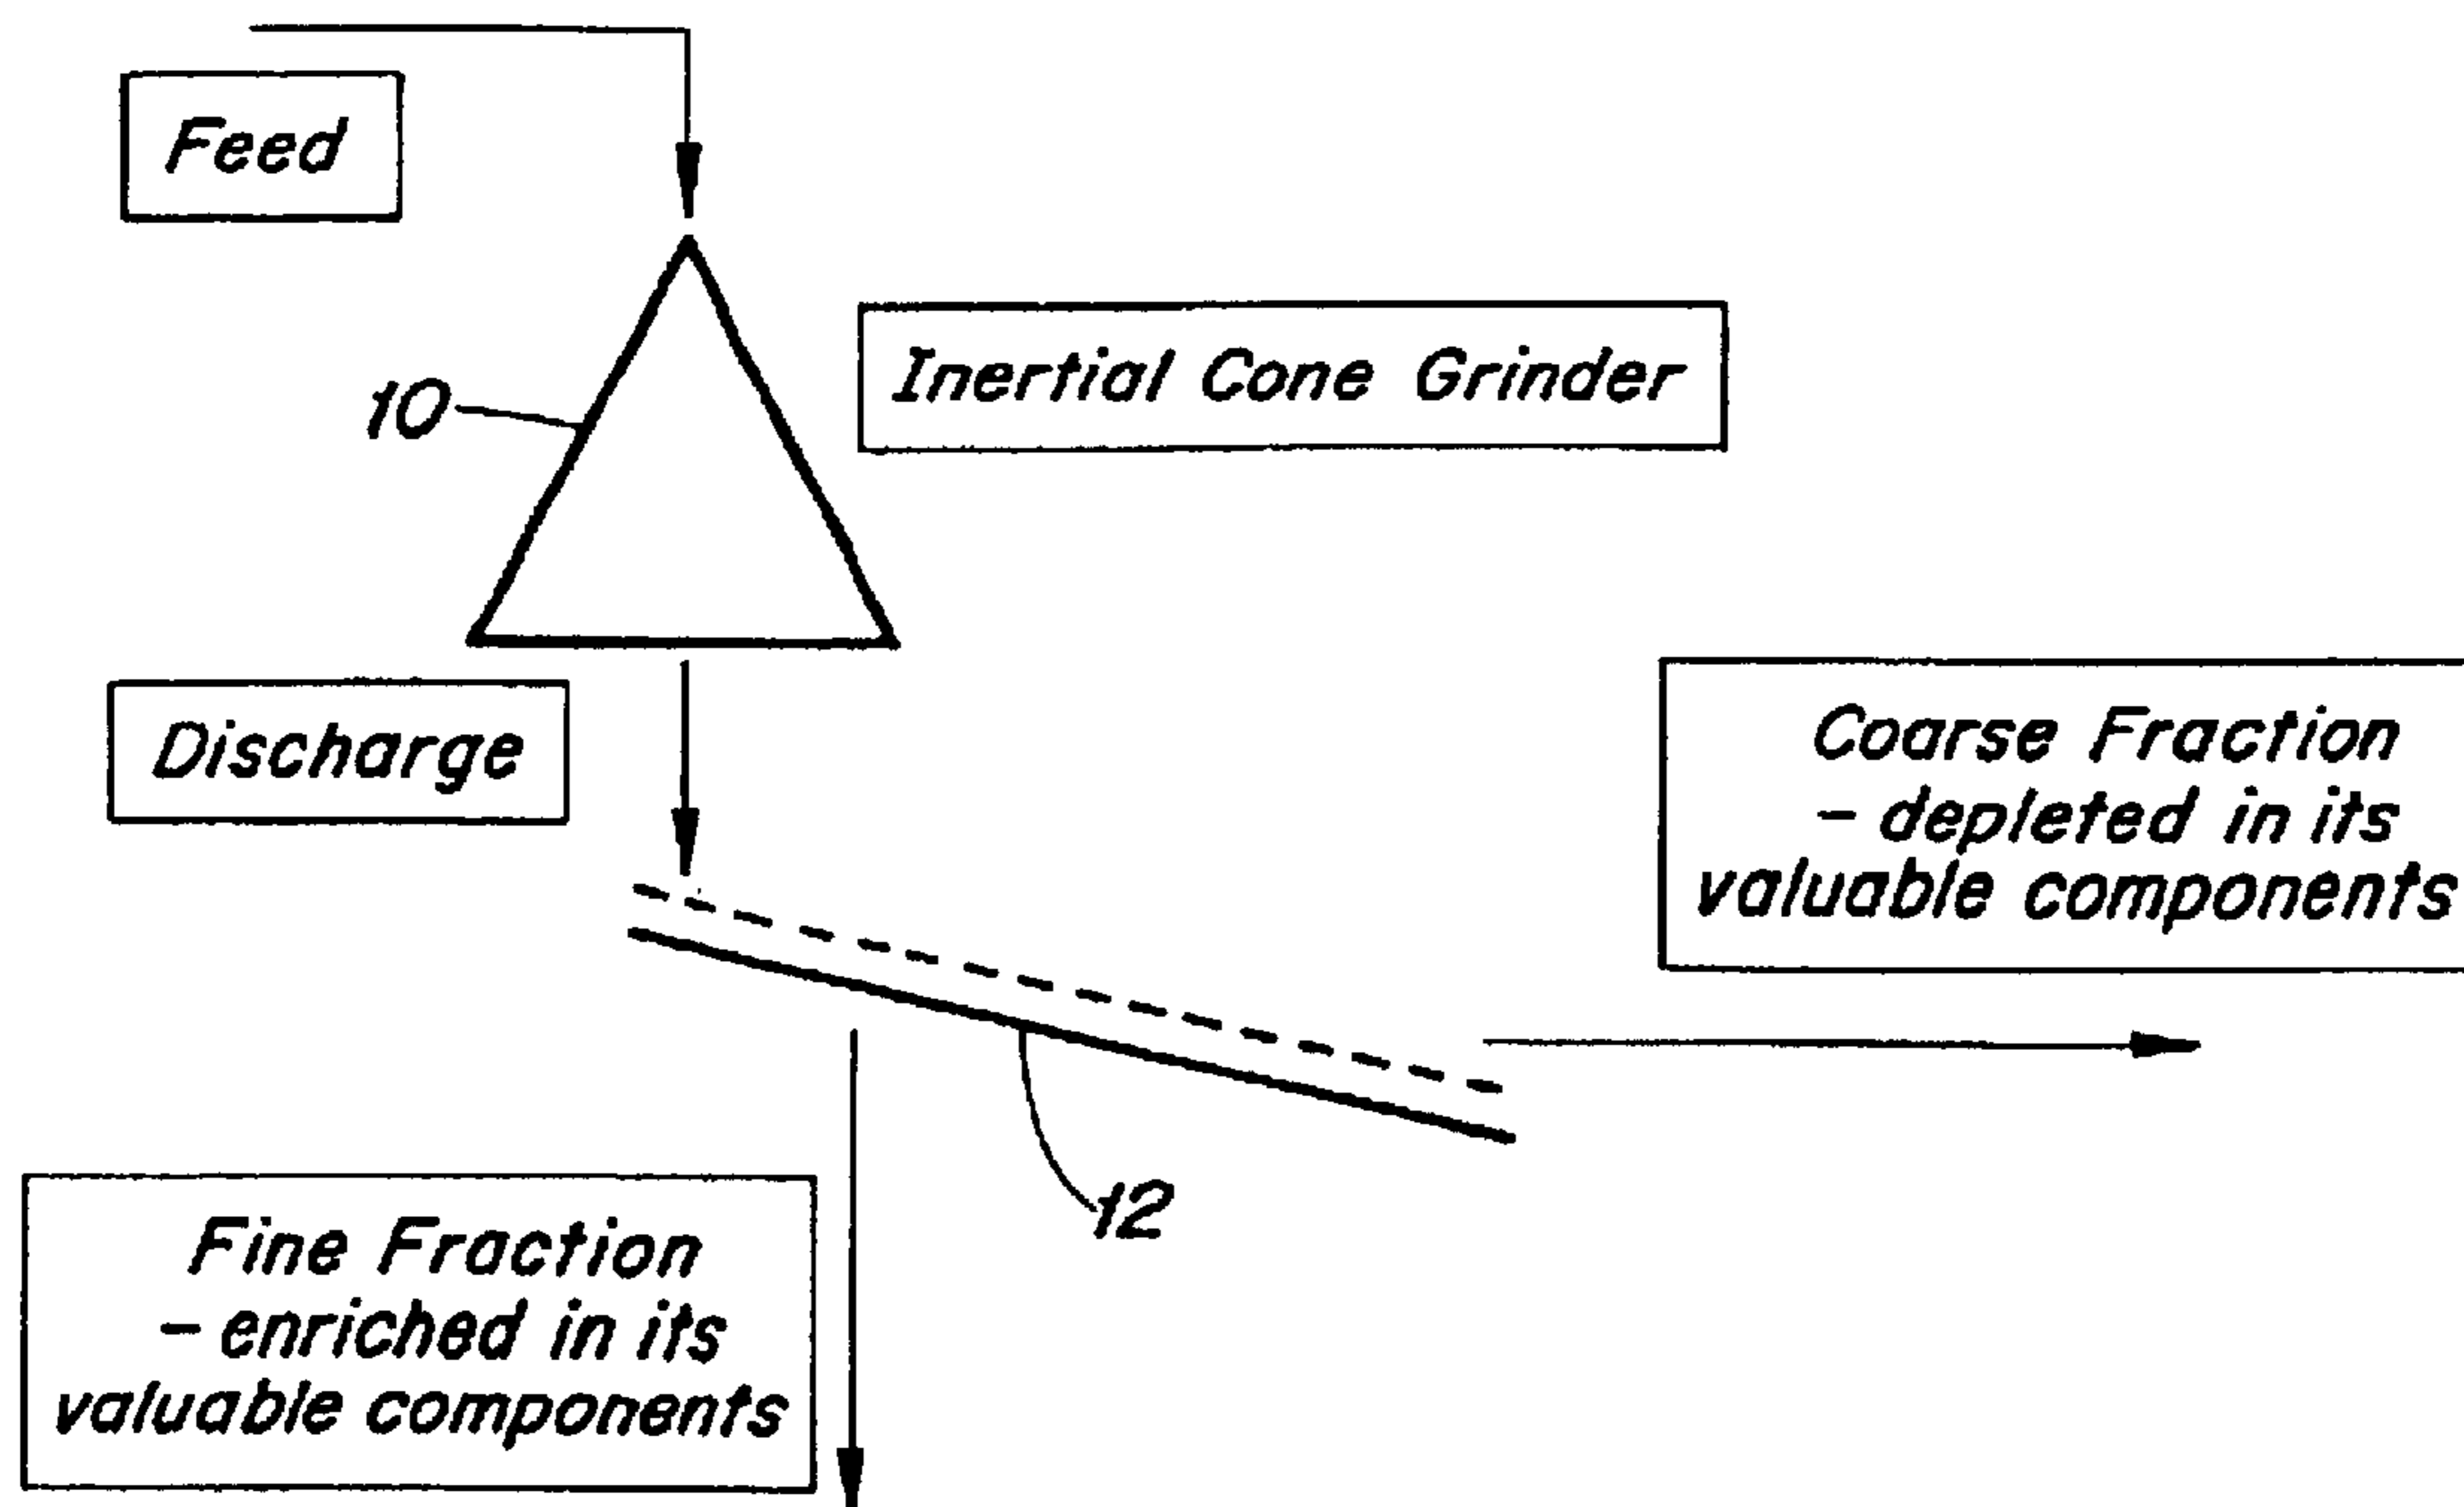 Feed
Inertial Cone Grinder
10
Discharge
Coarse Fraction
- depleted in its
valuable components
12
Fine Fraction
- enriched in its
valuable components